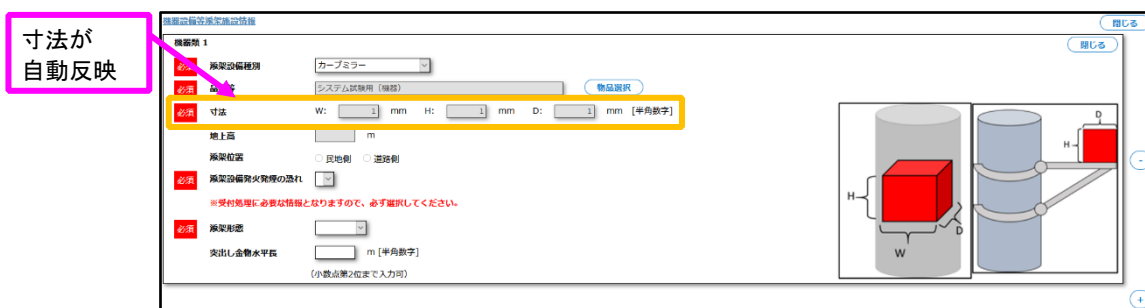 寸法が
自動反映
機器設備等添架施設情報
閉じる
機器類 1
閉じる
必須 添架設備種別 カーブミラー
必須 システム試験用（機器） 物品選択
必須 寸法 W: 1 mm H: 1 mm D: 1 mm [半角数字]
地上高 m
添架位置 民地側 道路側
必須 添架設備発火発煙の恐れ
※受付処理に必要な情報となりますので、必ず選択してください。
必須 添架形態
突出し金物水平長 m [半角数字]
（小数点第2位まで入力可）
H
W
D
H
D
-
+